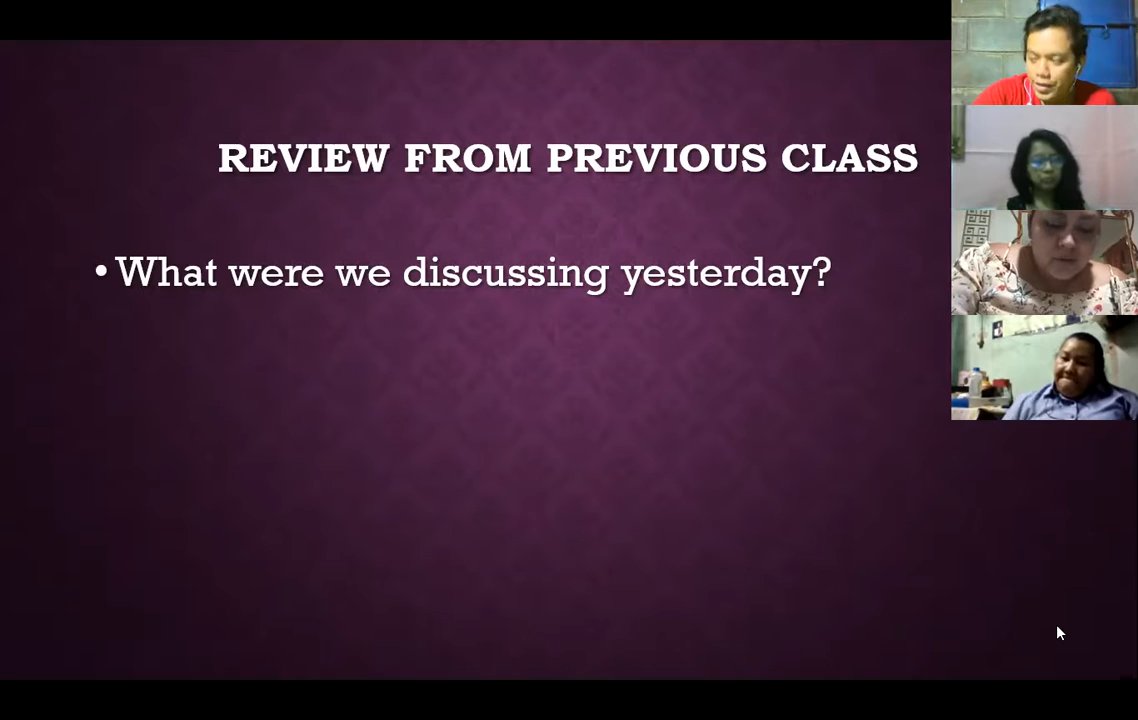 REVIEW FROM PREVIOUS CLASS
• What were we discussing yesterday?